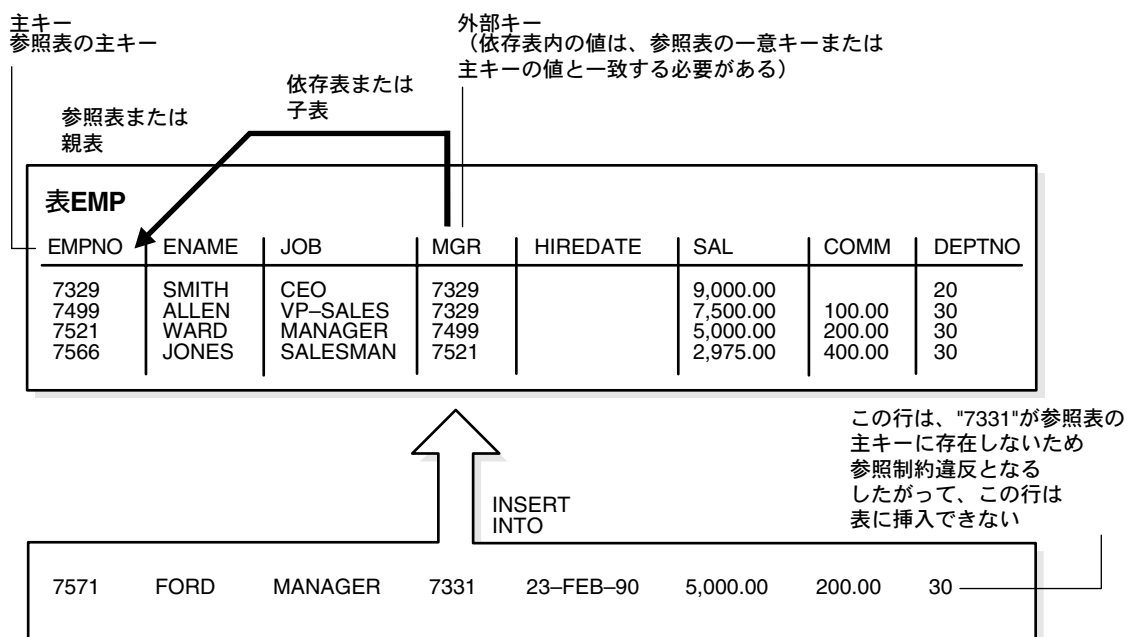 主キー
参照表の主キー
外部キー
（依存表内の値は、参照表の一意キーまたは
主キーの値と一致する必要がある）
依存表または
子表
参照表または
親表
表EMP
EMPNO ENAME JOB MGR HIREDATE SAL COMM DEPTNO
7329 SMITH CEO 7329 9,000.00 20
7499 ALLEN VP–SALES 7329 7,500.00 100.00 30
7521 WARD MANAGER 7499 5,000.00 200.00 30
7566 JONES SALESMAN 7521 2,975.00 400.00 30
この行は、"7331"が参照表の
主キーに存在しないため
参照制約違反となる
したがって、この行は
表に挿入できない
INSERT
INTO
7571 FORD MANAGER 7331 23–FEB–90 5,000.00 200.00 30